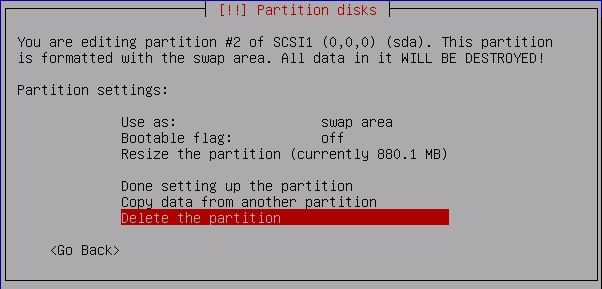 [!!] Partition disks
You are editing partition #2 of SCSI1 (0,0,0) (sda). This partition
is formatted with the swap area. All data in it WILL BE DESTROYED!
Partition settings:
Use as: swap area
Bootable flag: off
Resize the partition (currently 880.1 MB)
Done setting up the partition
Copy data from another partition
Delete the partition
<Go Back>